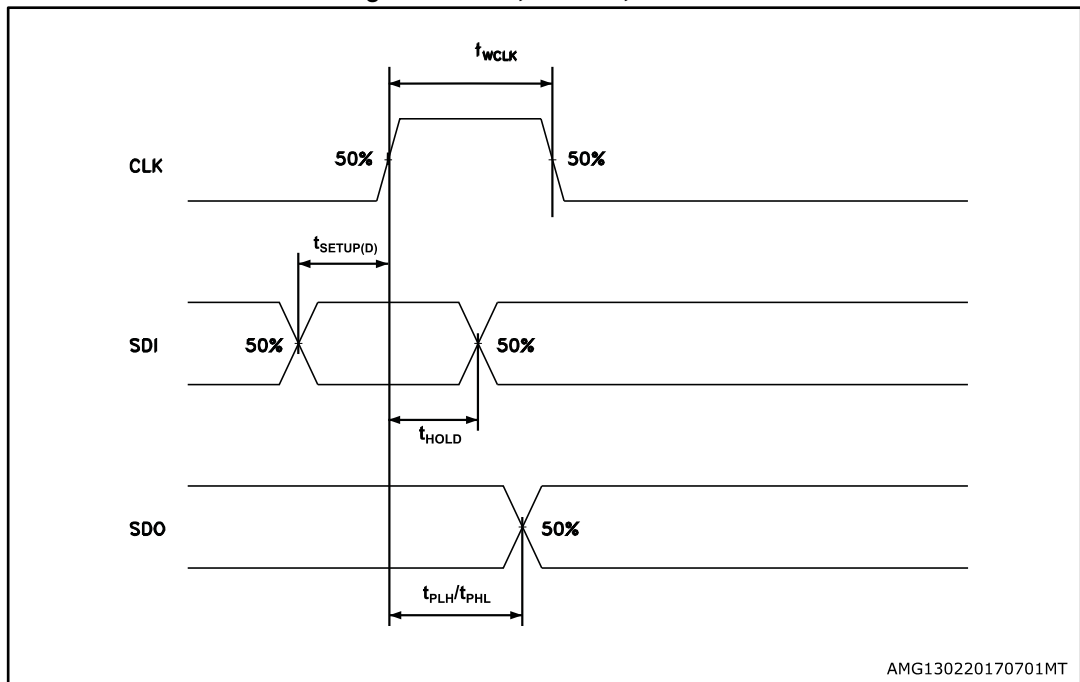 tWCLK
50%
50%
CLK
tSETUP(D)
SDI
50%
50%
tHOLD
SDO
50%
tPLH/tPHL
AMG130220170701MT